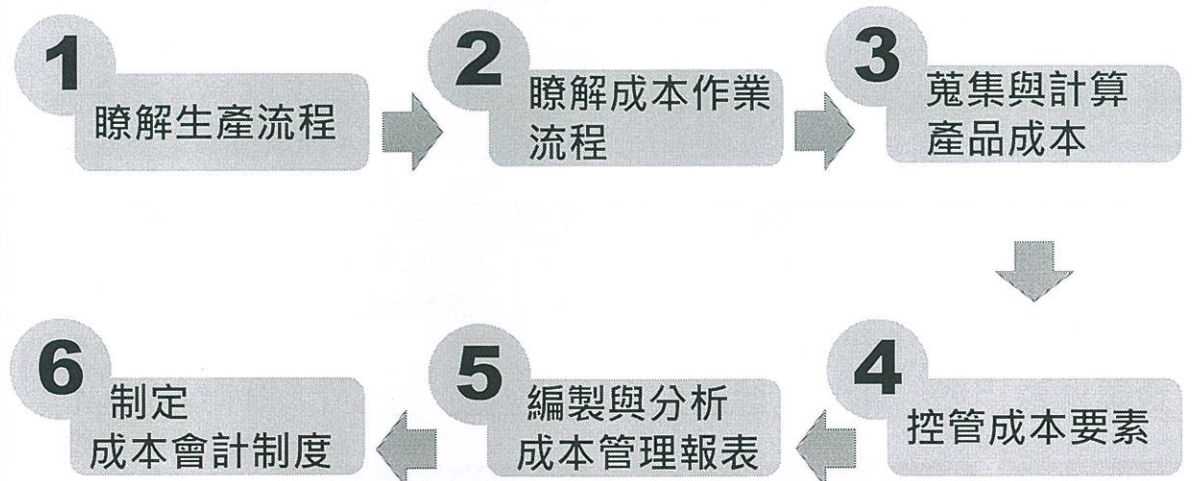 1
瞭解生產流程
2
瞭解成本作業
流程
3
蒐集與計算
產品成本
4
控管成本要素
5
編製與分析
成本管理報表
6
制定
成本會計制度